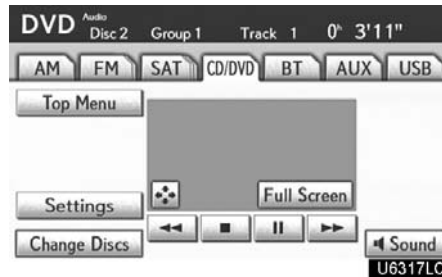 DVD Audio Disc 2 Group 1 Track 1 0h 3'11"
AM FM SAT CD/DVD BT AUX USB
Top Menu
Full Screen
Settings
Change Discs
Sound
U6317LC